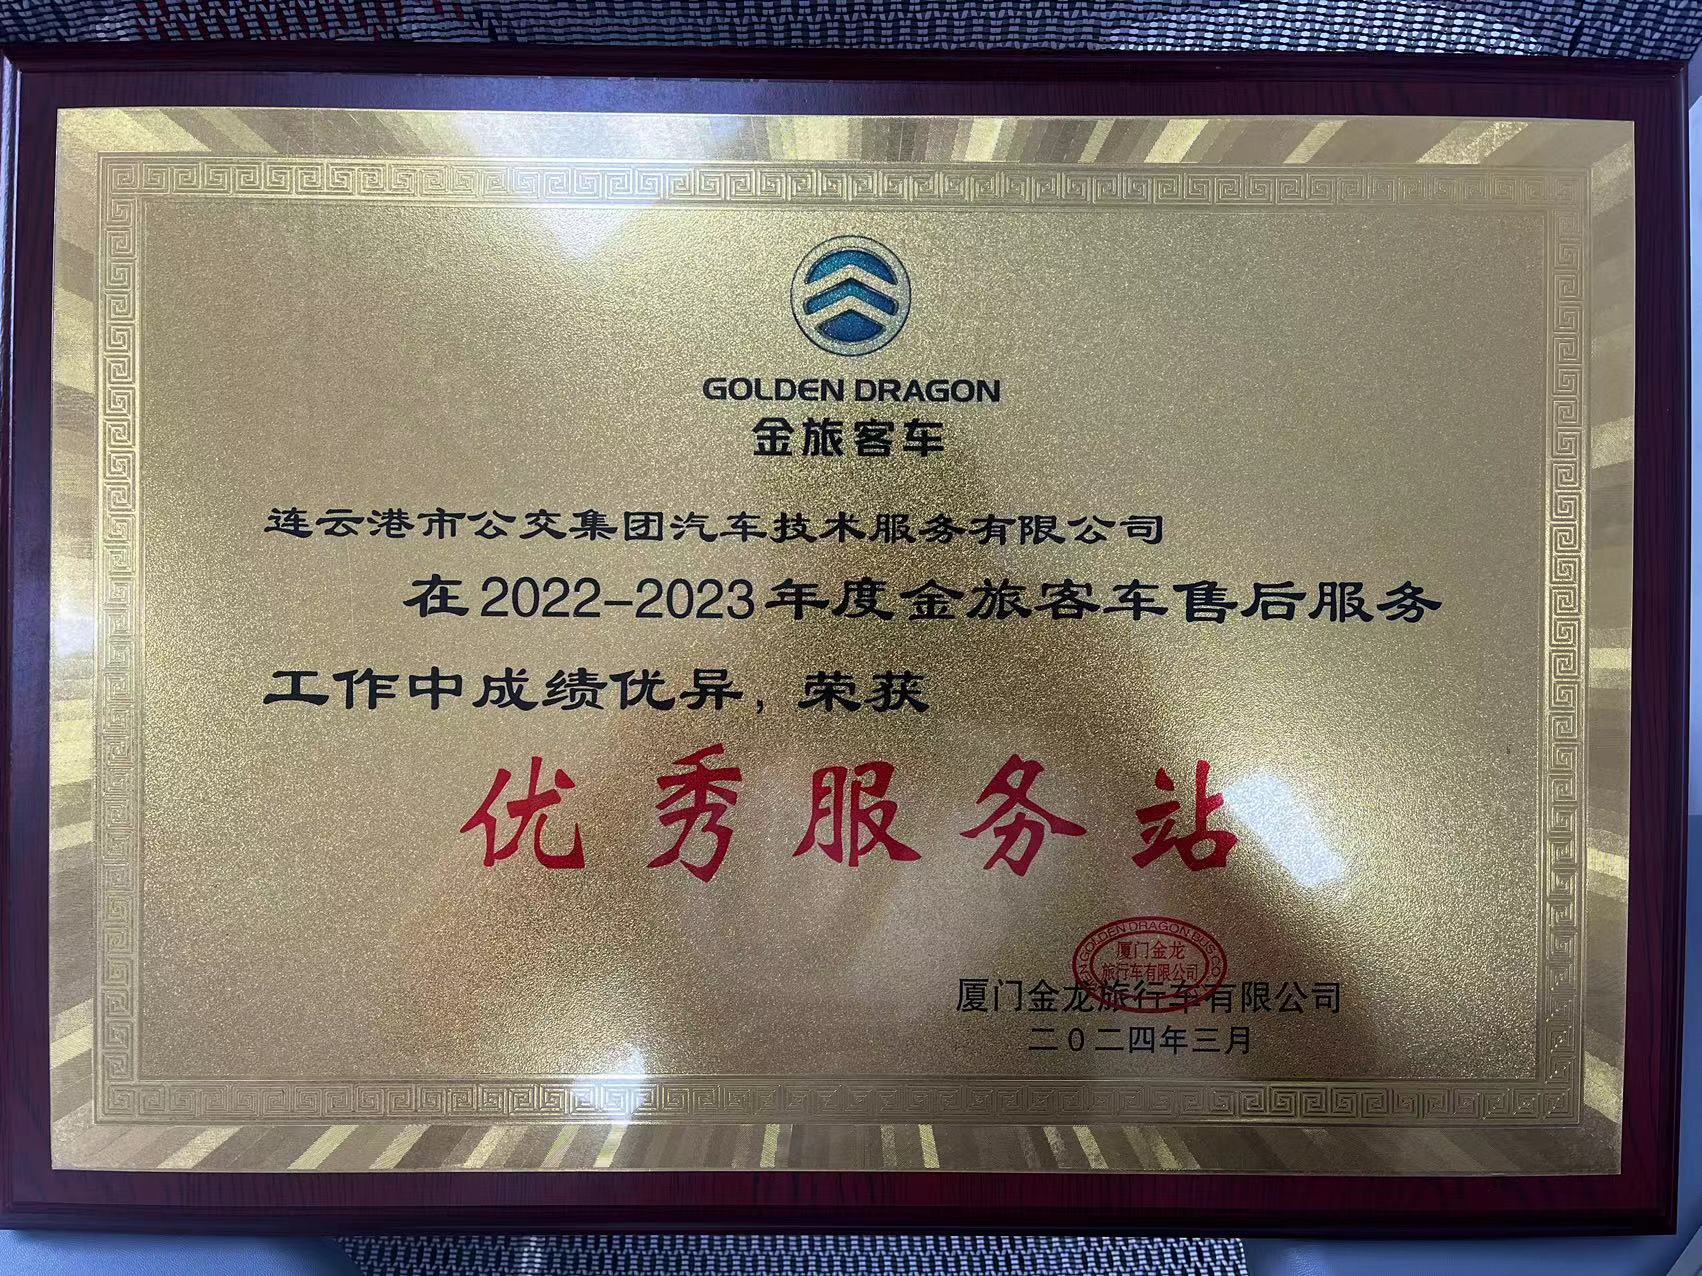 GOLDEN DRAGON
金旅客车
连云港市公交集团汽车技术服务有限公司
在2022-2023年度金旅客车售后服务
工作中成绩优异，荣获
优秀服务站
GOLDEN DRAGON BUS CO
厦门金龙
旅行车有限公司
厦门金龙旅行车有限公司
二0二四年三月